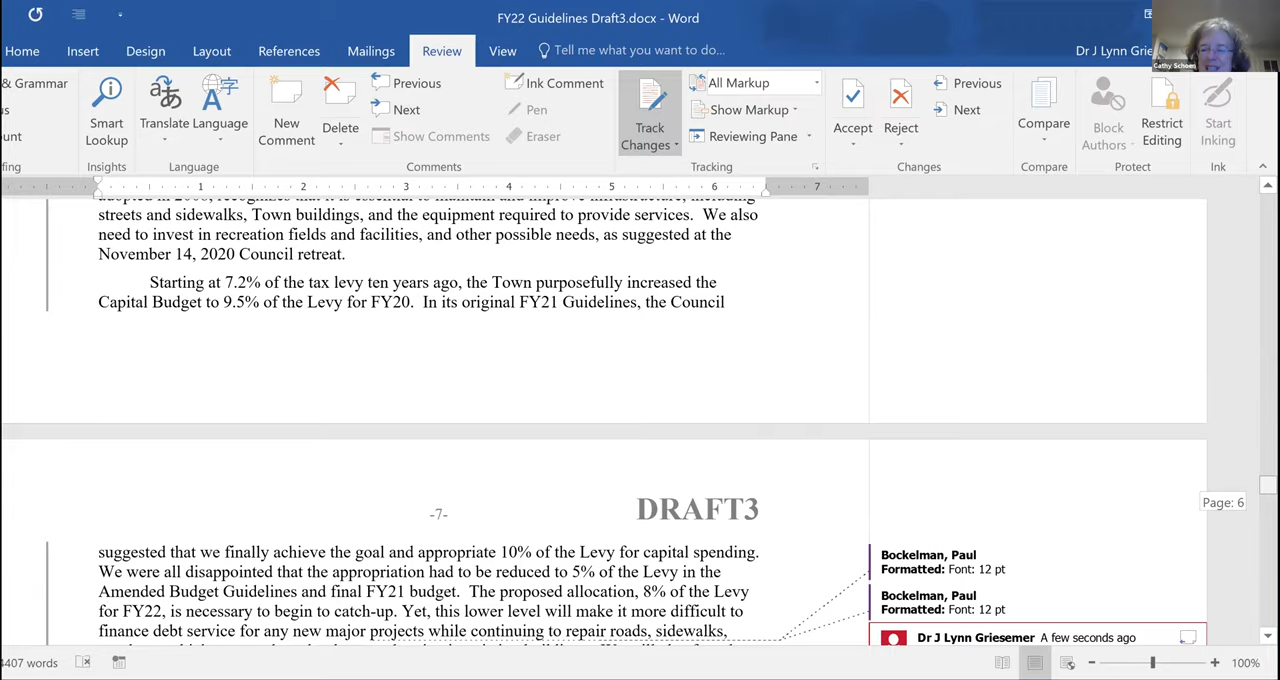 FY22 Guidelines Draft3.docx - Word
Home Insert Design Layout References Mailings Review View Tell me what you want to do... Dr J Lynn Grie
Cathy Schoen
& Grammar
Smart Lookup
Insights
Translate Language
Language
New Comment
Delete
Previous
Next
Show Comments
Ink Comment
Pen
Eraser
Comments
Track Changes
All Markup
Show Markup
Reviewing Pane
Tracking
Accept Reject
Previous
Next
Changes
Compare
Compare
Block Authors
Restrict Editing
Protect
Start Inking
Ink
1 2 3 4 5 6 7
streets and sidewalks, Town buildings, and the equipment required to provide services. We also
need to invest in recreation fields and facilities, and other possible needs, as suggested at the
November 14, 2020 Council retreat.
Starting at 7.2% of the tax levy ten years ago, the Town purposefully increased the
Capital Budget to 9.5% of the Levy for FY20. In its original FY21 Guidelines, the Council
-7- DRAFT3
Page: 6
suggested that we finally achieve the goal and appropriate 10% of the Levy for capital spending.
We were all disappointed that the appropriation had to be reduced to 5% of the Levy in the
Amended Budget Guidelines and final FY21 budget. The proposed allocation, 8% of the Levy
for FY22, is necessary to begin to catch-up. Yet, this lower level will make it more difficult to
finance debt service for any new major projects while continuing to repair roads, sidewalks,
Bockelman, Paul
Formatted: Font: 12 pt
Bockelman, Paul
Formatted: Font: 12 pt
Dr J Lynn Griesemer A few seconds ago
4407 words
100%